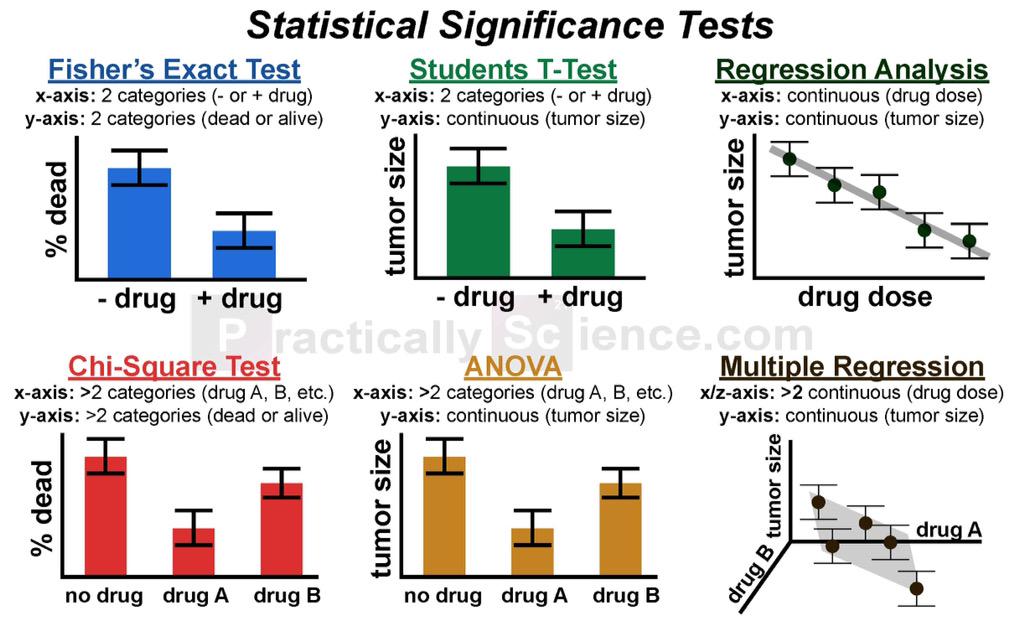 Statistical Significance Tests
Fisher's Exact Test
x-axis: 2 categories (- or + drug)
y-axis: 2 categories (dead or alive)
% dead
- drug
+ drug
Students T-Test
x-axis: 2 categories (- or + drug)
y-axis: continuous (tumor size)
tumor size
- drug
+ drug
Regression Analysis
x-axis: continuous (drug dose)
y-axis: continuous (tumor size)
tumor size
drug dose
Practically Science.com
Chi-Square Test
x-axis: >2 categories (drug A, B, etc.)
y-axis: >2 categories (dead or alive)
% dead
no drug
drug A
drug B
ANOVA
x-axis: >2 categories (drug A, B, etc.)
y-axis: continuous (tumor size)
tumor size
no drug
drug A
drug B
Multiple Regression
x/z-axis: >2 continuous (drug dose)
y-axis: continuous (tumor size)
tumor size
drug A
drug B